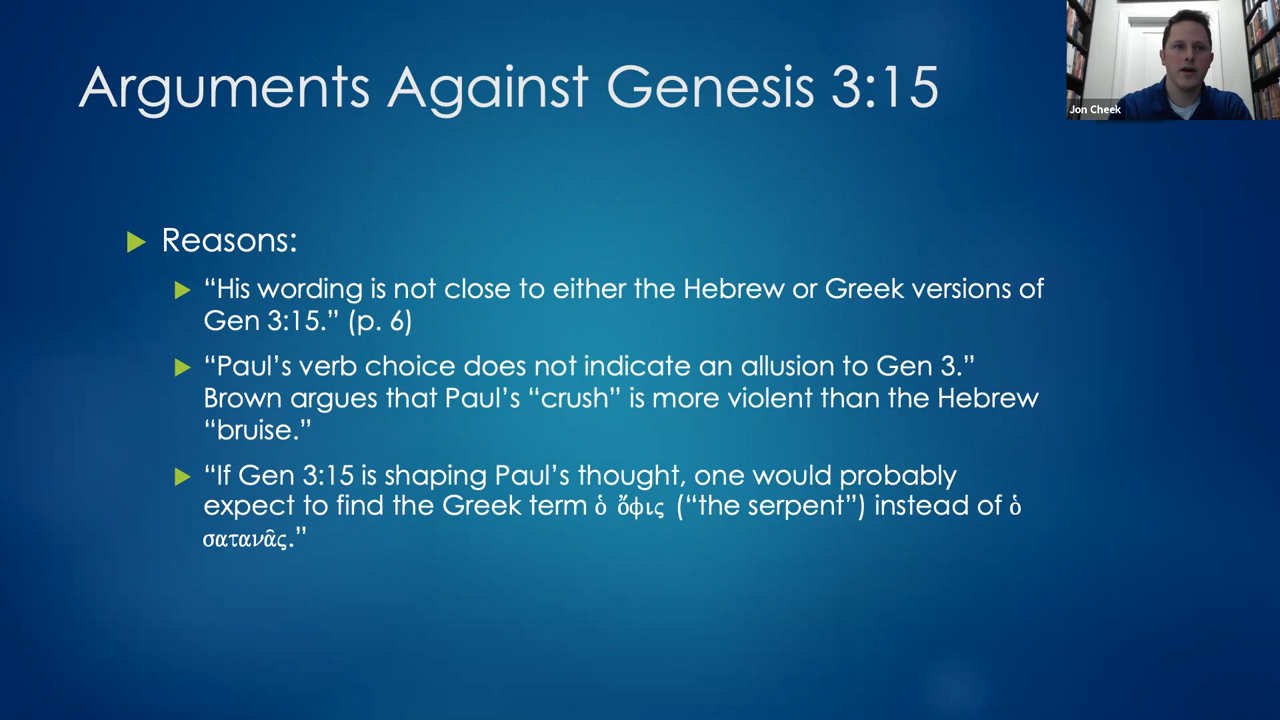 Arguments Against Genesis 3:15
Jon Cheek
Reasons:
“His wording is not close to either the Hebrew or Greek versions of
Gen 3:15.” (p. 6)
“Paul’s verb choice does not indicate an allusion to Gen 3.”
Brown argues that Paul’s “crush” is more violent than the Hebrew
“bruise.”
“If Gen 3:15 is shaping Paul’s thought, one would probably
expect to find the Greek term ὁ ὄφις (“the serpent”) instead of ὁ
σατανᾶς.”